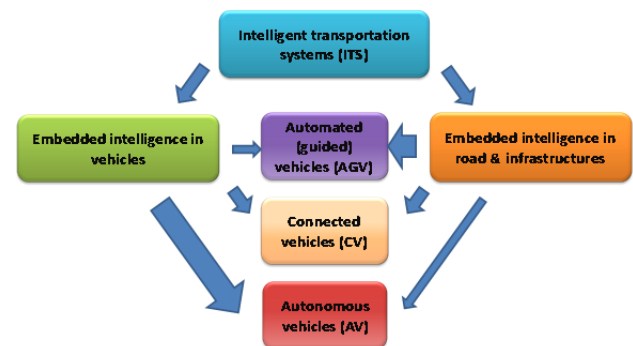 Intelligent transportation
systems (ITS)
Embedded intelligence in
vehicles
Automated
(guided)
vehicles (AGV)
Embedded intelligence in
road & infrastructures
Connected
vehicles (CV)
Autonomous
vehicles (AV)